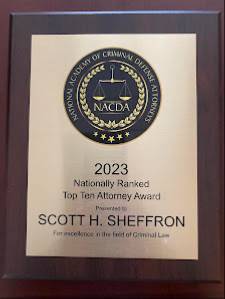 NATIONAL ACADEMY OF CRIMINAL DEFENSE ATTORNEYS
NACDA
2023
Nationally Ranked
Top Ten Attorney Award
Presented to
SCOTT H. SHEFFRON
For excellence in the field of Criminal Law